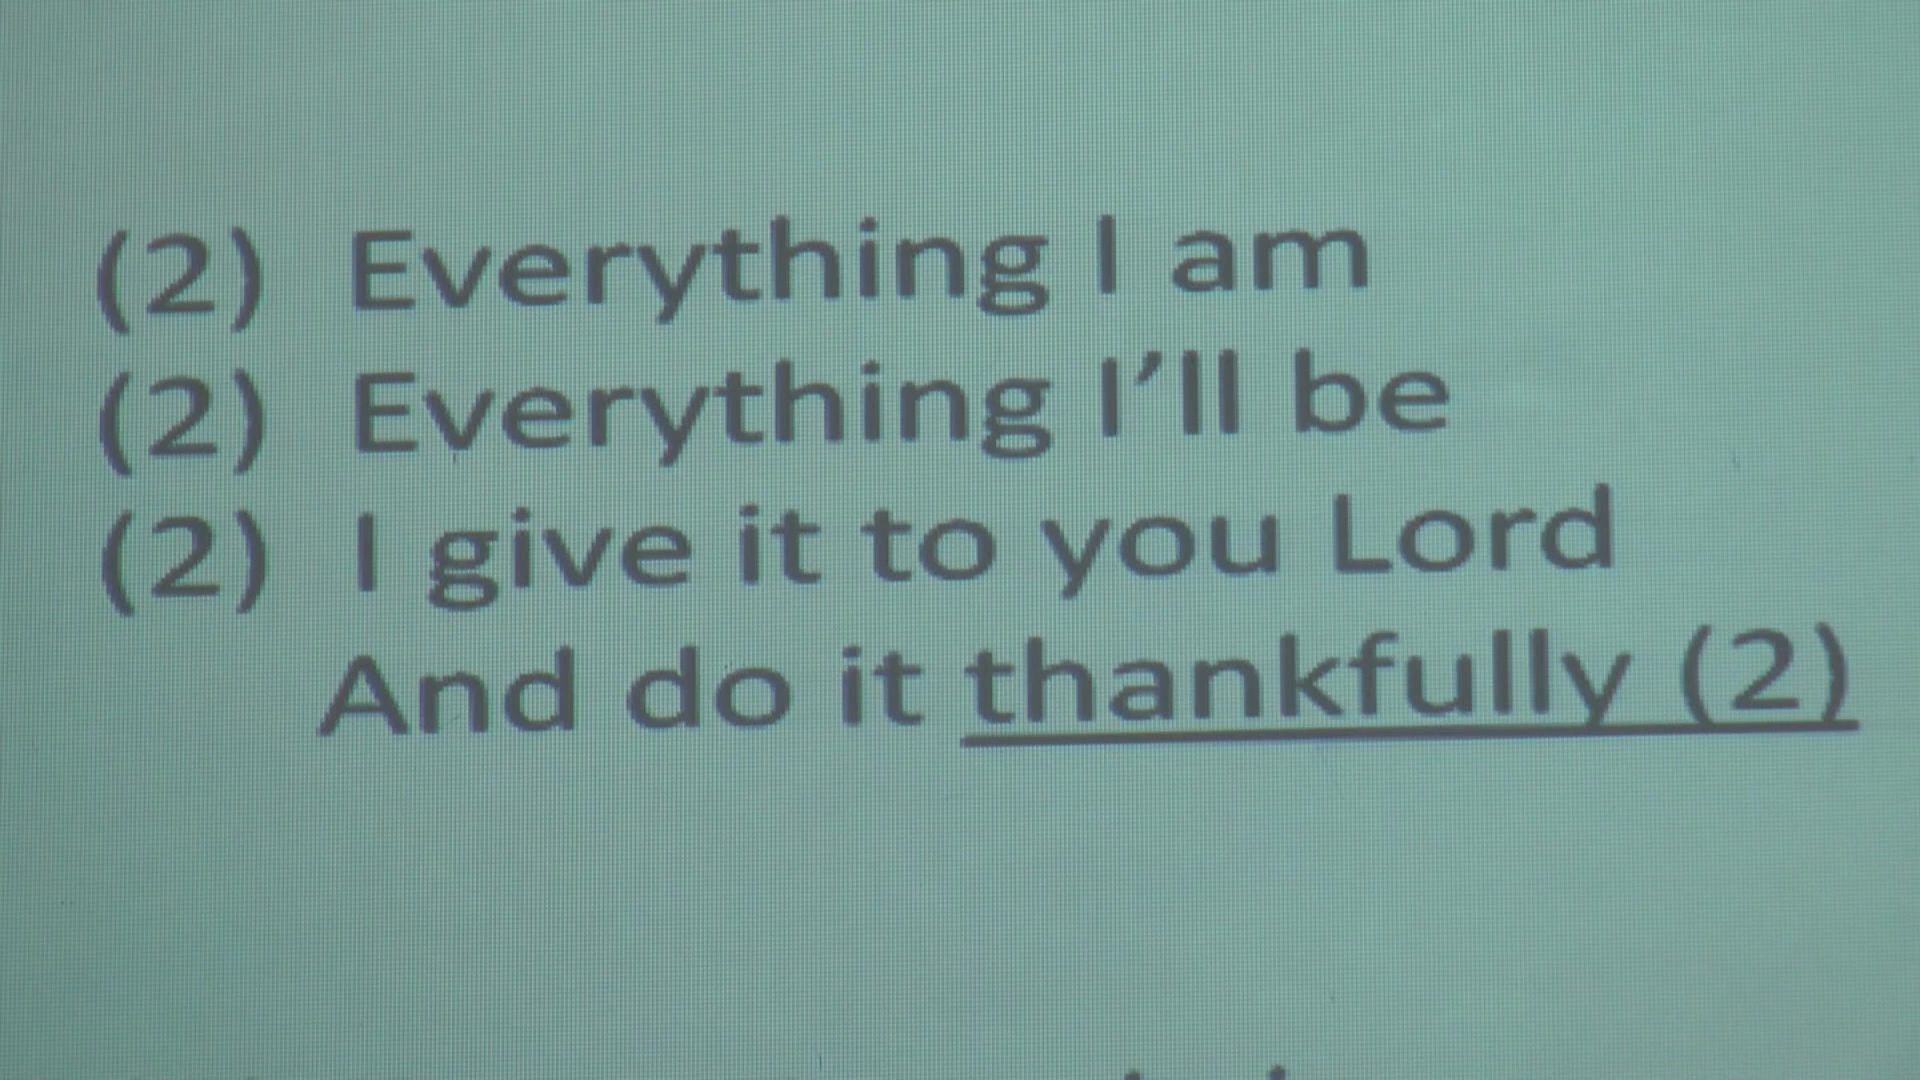 (2) Everything I am
(2) Everything I’ll be
(2) I give it to you Lord
And do it thankfully (2)